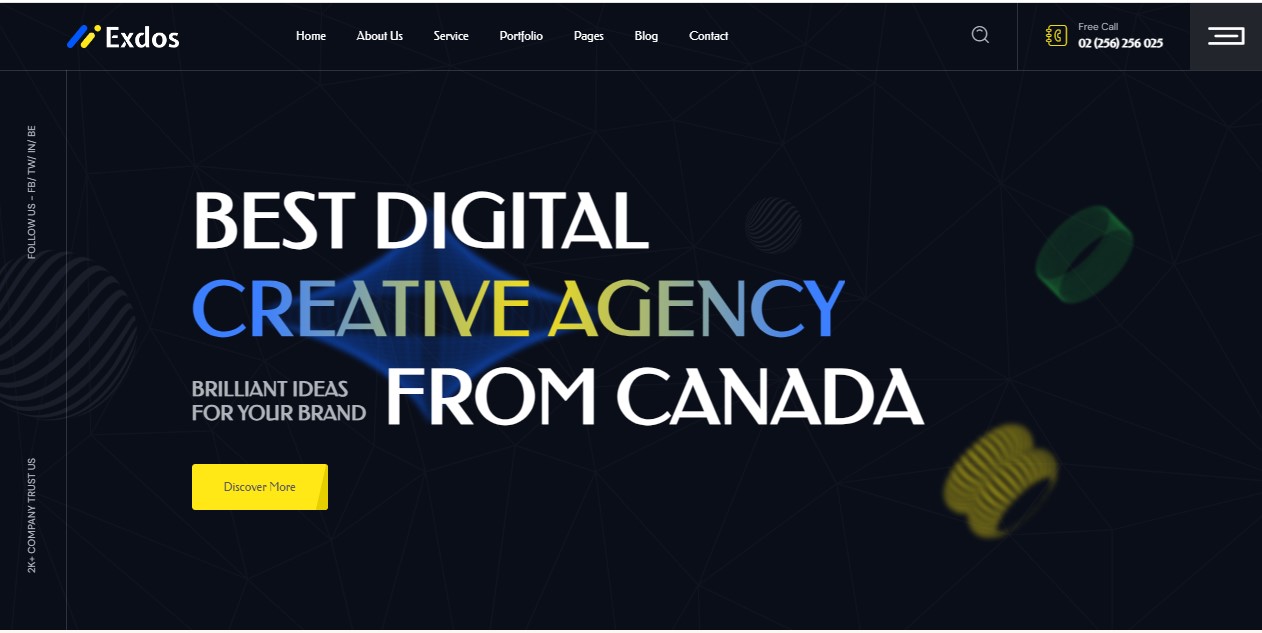 Exdos
Home About Us Service Portfolio Pages Blog Contact
Free Call
02 (256) 256 025
FOLLOW US – FB/ TW/ IN/ BE
BEST DIGITAL
CREATIVE AGENCY
BRILLIANT IDEAS
FOR YOUR BRAND
FROM CANADA
Discover More
2K+ COMPANY TRUST US